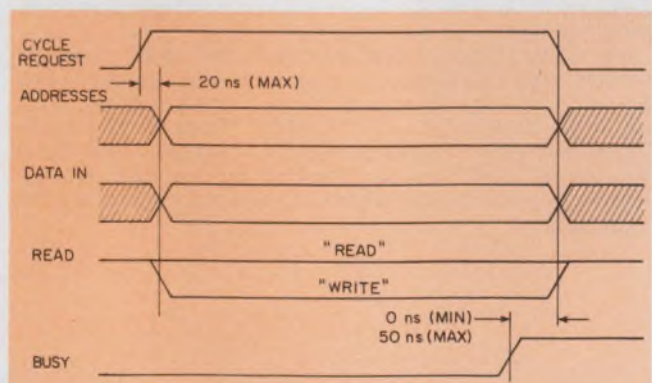 CYCLE
REQUEST
20 ns (MAX)
ADDRESSES
DATA IN
READ
"READ"
"WRITE"
0 ns (MIN)
50 ns (MAX)
BUSY